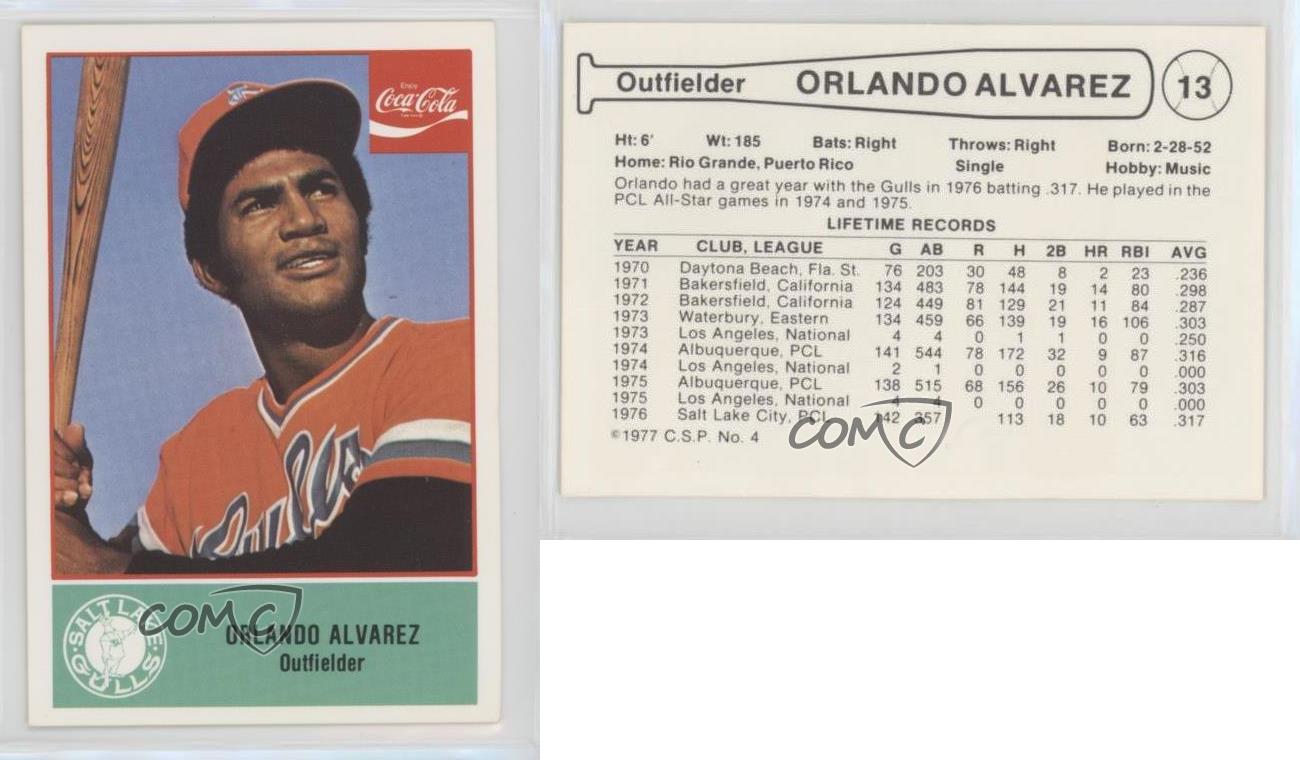 Enjoy
Coca-Cola
Gulls
SALT LAKE
GULLS
ORLANDO ALVAREZ
Outfielder
COMC
Outfielder ORLANDO ALVAREZ 13
Ht: 6' Wt: 185 Bats: Right Throws: Right Born: 2-28-52
Home: Rio Grande, Puerto Rico Single Hobby: Music
Orlando had a great year with the Gulls in 1976 batting .317. He played in the
PCL All-Star games in 1974 and 1975.
LIFETIME RECORDS
YEAR CLUB, LEAGUE G AB R H 2B HR RBI AVG
1970 Daytona Beach, Fla. St. 76 203 30 48 8 2 23 .236
1971 Bakersfield, California 134 483 78 144 19 14 80 .298
1972 Bakersfield, California 124 449 81 129 21 11 84 .287
1973 Waterbury, Eastern 134 459 66 139 19 16 106 .303
1973 Los Angeles, National 4 4 0 1 1 0 0 .250
1974 Albuquerque, PCL 141 544 78 172 32 9 87 .316
1974 Los Angeles, National 2 1 0 0 0 0 0 .000
1975 Albuquerque, PCL 138 515 68 156 26 10 79 .303
1975 Los Angeles, National 4 4 0 0 0 0 0 .000
1976 Salt Lake City, PCL 142 357 113 18 10 63 .317
©1977 C.S.P. No. 4
COMC